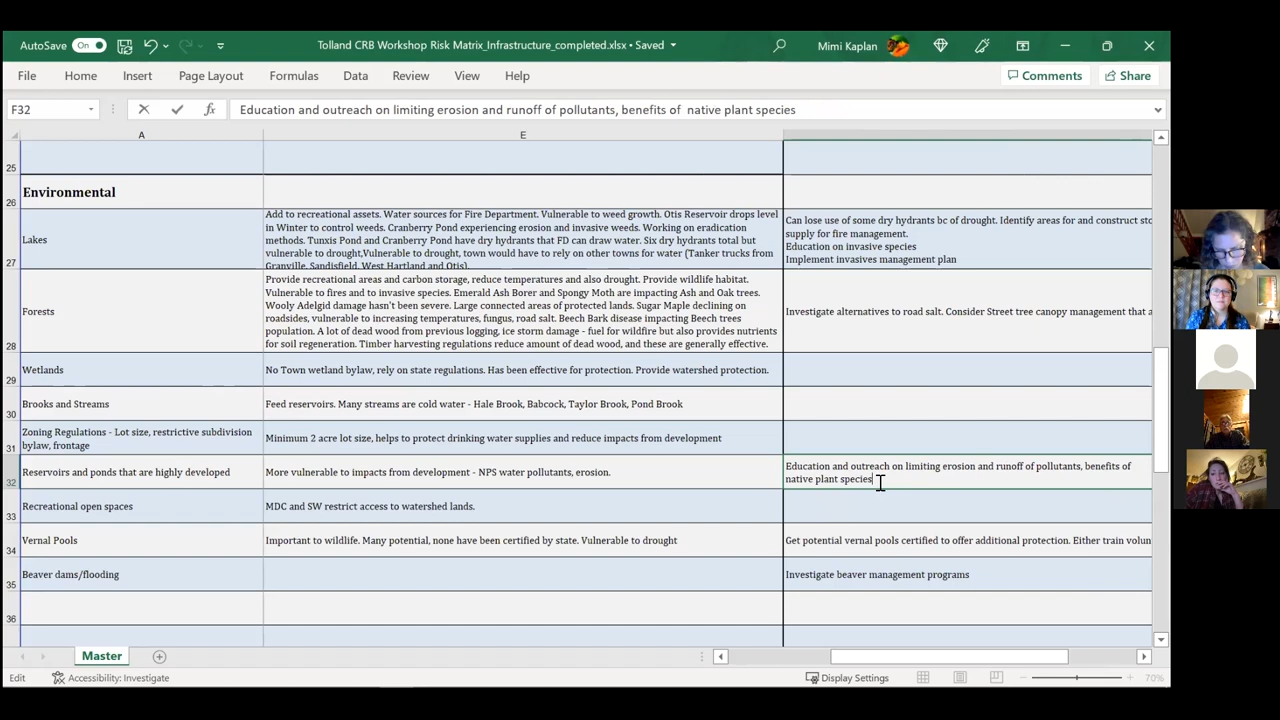 AutoSave On Tolland CRB Workshop Risk Matrix_Infrastructure_completed.xlsx • Saved Mimi Kaplan
File Home Insert Page Layout Formulas Data Review View Help Comments Share
F32 fx Education and outreach on limiting erosion and runoff of pollutants, benefits of  native plant species
A E
25
26 Environmental
27 Lakes
Add to recreational assets. Water sources for Fire Department. Vulnerable to weed growth. Otis Reservoir drops level
in Winter to control weeds. Cranberry Pond experiencing erosion and invasive weeds. Working on eradication
methods. Tunxis Pond and Cranberry Pond have dry hydrants that FD can draw water. Six dry hydrants total but
vulnerable to drought,Vulnerable to drought, town would have to rely on other towns for water (Tanker trucks from
Granville, Sandisfield, West Hartland and Otis).
Can lose use of some dry hydrants bc of drought. Identify areas for and construct sto
supply for fire management.
Education on invasive species
Implement invasives management plan
28 Forests
Provide recreational areas and carbon storage, reduce temperatures and also drought. Provide wildlife habitat.
Vulnerable to fires and to invasive species. Emerald Ash Borer and Spongy Moth are impacting Ash and Oak trees.
Wooly Adelgid damage hasn't been severe. Large connected areas of protected lands. Sugar Maple declining on
roadsides, vulnerable to increasing temperatures, fungus, road salt. Beech Bark disease impacting Beech trees
population. A lot of dead wood from previous logging, ice storm damage - fuel for wildfire but also provides nutrients
for soil regeneration. Timber harvesting regulations reduce amount of dead wood, and these are generally effective.
Investigate alternatives to road salt. Consider Street tree canopy management that a
29 Wetlands
No Town wetland bylaw, rely on state regulations. Has been effective for protection. Provide watershed protection.
30 Brooks and Streams
Feed reservoirs. Many streams are cold water - Hale Brook, Babcock, Taylor Brook, Pond Brook
31 Zoning Regulations - Lot size, restrictive subdivision
bylaw, frontage
Minimum 2 acre lot size, helps to protect drinking water supplies and reduce impacts from development
32 Reservoirs and ponds that are highly developed
More vulnerable to impacts from development - NPS water pollutants, erosion.
Education and outreach on limiting erosion and runoff of pollutants, benefits of
native plant species
33 Recreational open spaces
MDC and SW restrict access to watershed lands.
34 Vernal Pools
Important to wildlife. Many potential, none have been certified by state. Vulnerable to drought
Get potential vernal pools certified to offer additional protection. Either train volun
35 Beaver dams/flooding
Investigate beaver management programs
36
Master
Edit Accessibility: Investigate Display Settings 70%